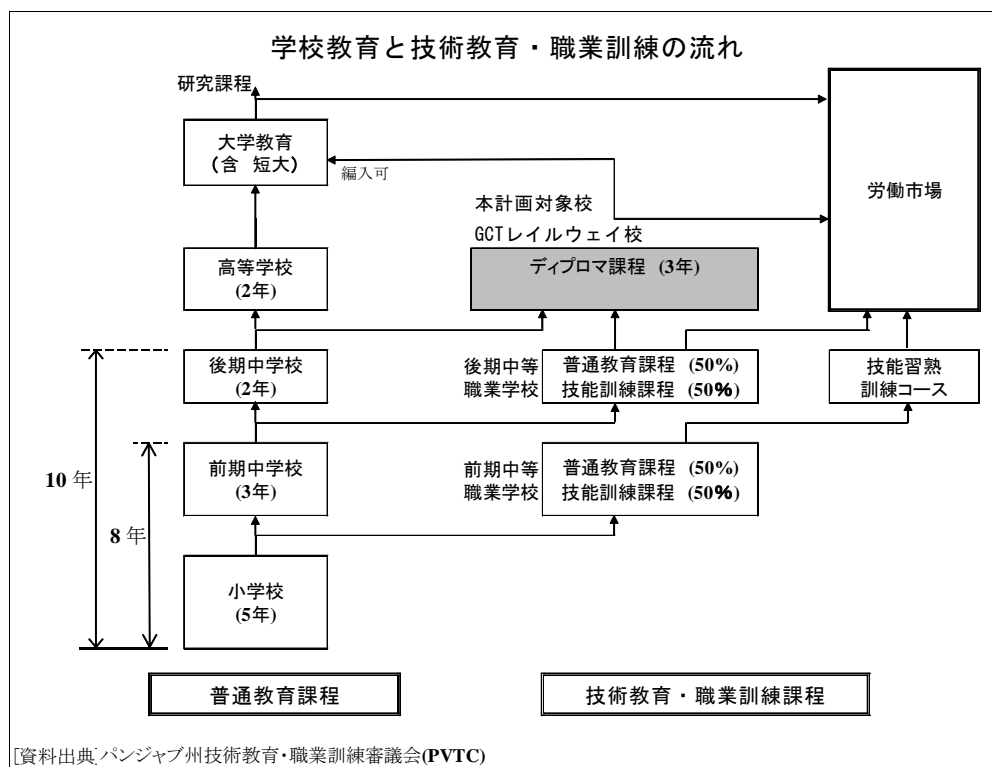 学校教育と技術教育・職業訓練の流れ
研究課程
大学教育
(含 短大)
編入可
労働市場
本計画対象校
GCTレイルウェイ校
高等学校
(2年)
ディプロマ課程 (3年)
後期中学校
(2年)
後期中等
職業学校
普通教育課程 (50%)
技能訓練課程 (50%)
技能習熟
訓練コース
前期中学校
(3年)
前期中等
職業学校
普通教育課程 (50%)
技能訓練課程 (50%)
10 年
8 年
小学校
(5年)
普通教育課程
技術教育・職業訓練課程
[資料出典]パンジャブ州技術教育・職業訓練審議会(PVTC)